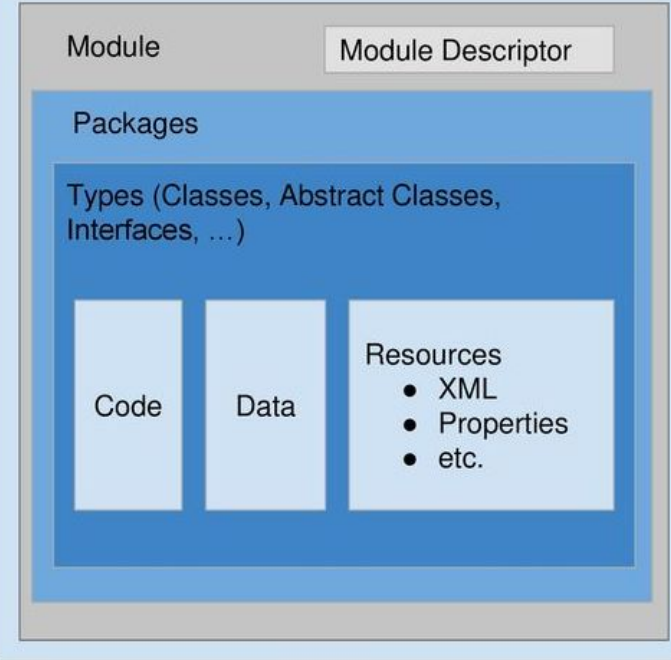 Module
Module Descriptor
Packages
Types (Classes, Abstract Classes,
Interfaces, …)
Code
Data
Resources
● XML
● Properties
● etc.